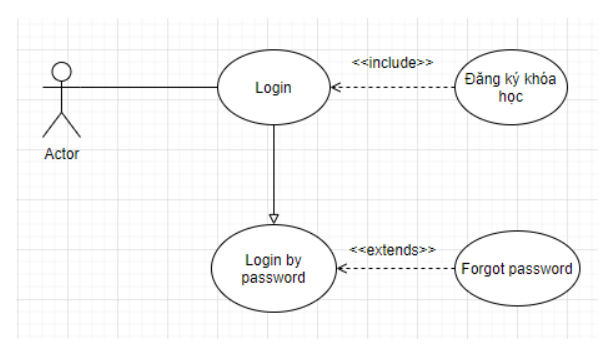 <<include>>
Login
Đăng ký khóa
học
Actor
Login by
password
<<extends>>
Forgot password